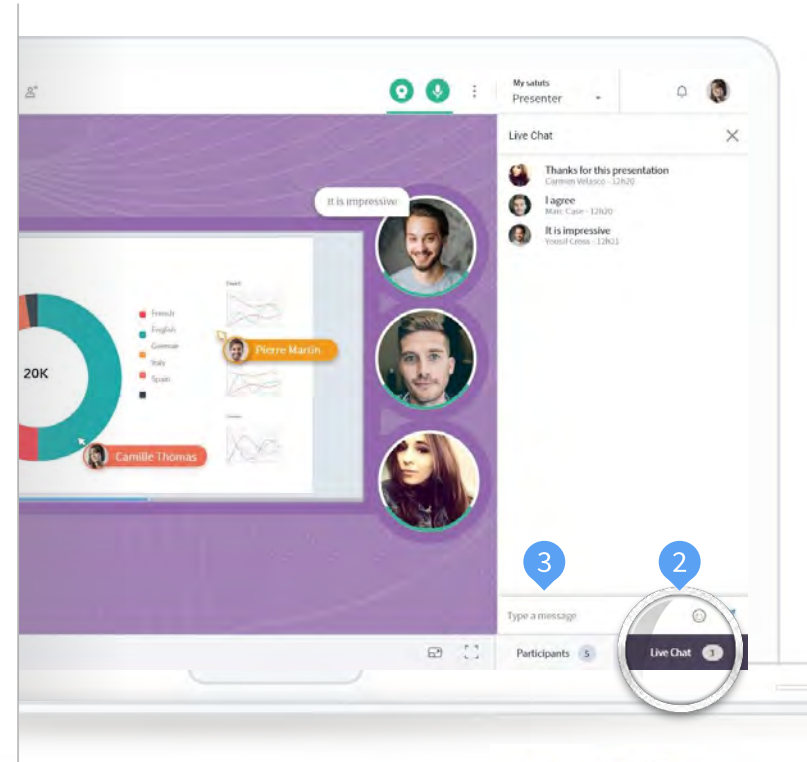 My satuts
Presenter
Live Chat
Thanks for this presentation
Carmen Velasco - 12h20
I agree
Marc Case - 12h20
It is impressive
Yousif Cross - 12h21
It is impressive
20K
French
English
German
Italy
Spain
Pierre Martin
Camille Thomas
3
2
Type a message
Participants 5
Live Chat 3